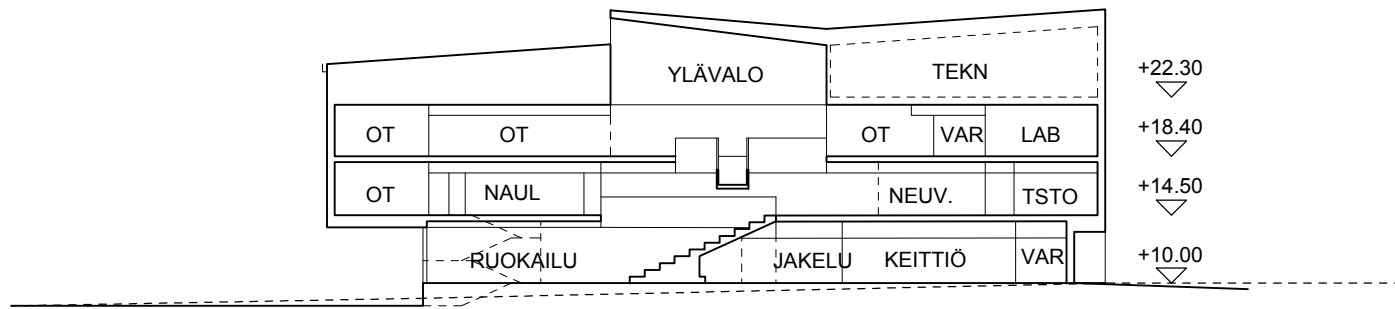 YLÄVALO
TEKN
+22.30
OT
OT
OT
VAR
LAB
+18.40
OT
NAUL
NEUV.
TSTO
+14.50
RUOKAILU
JAKELU
KEITTIÖ
VAR
+10.00